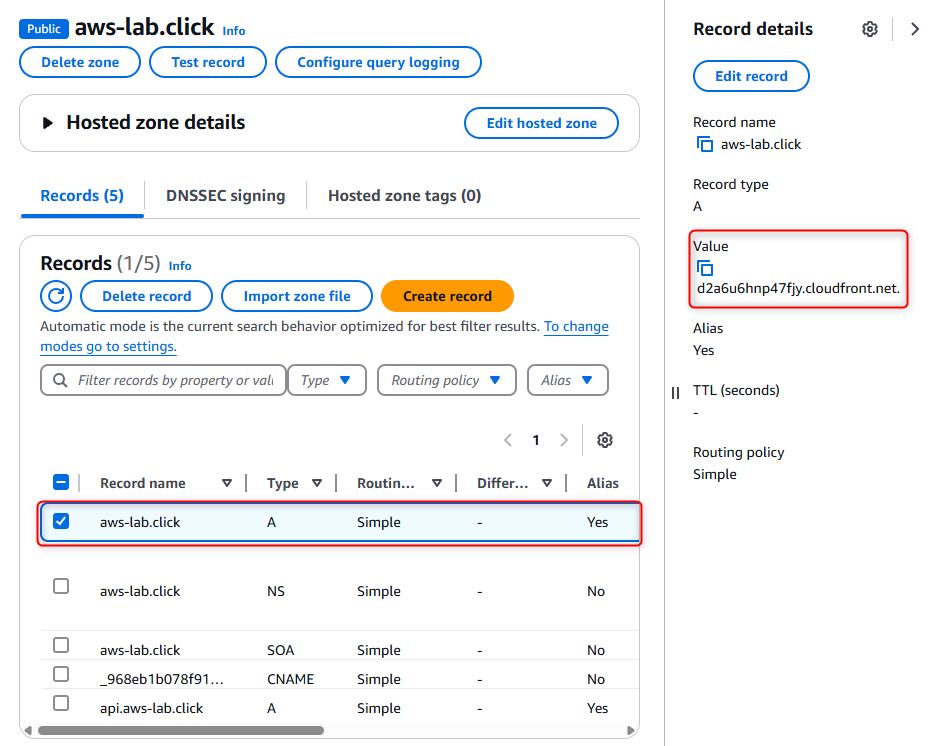 Public aws-lab.click Info
Delete zone Test record Configure query logging
Hosted zone details Edit hosted zone
Records (5) DNSSEC signing Hosted zone tags (0)
Records (1/5) Info
Delete record Import zone file Create record
Automatic mode is the current search behavior optimized for best filter results. To change
modes go to settings.
Filter records by property or valu Type Routing policy Alias
1
Record name Type Routin... Differ... Alias
aws-lab.click A Simple - Yes
aws-lab.click NS Simple - No
aws-lab.click SOA Simple - No
_968eb1b078f91... CNAME Simple - No
api.aws-lab.click A Simple - Yes
Record details
Edit record
Record name
aws-lab.click
Record type
A
Value
d2a6u6hnp47fjy.cloudfront.net.
Alias
Yes
TTL (seconds)
-
Routing policy
Simple